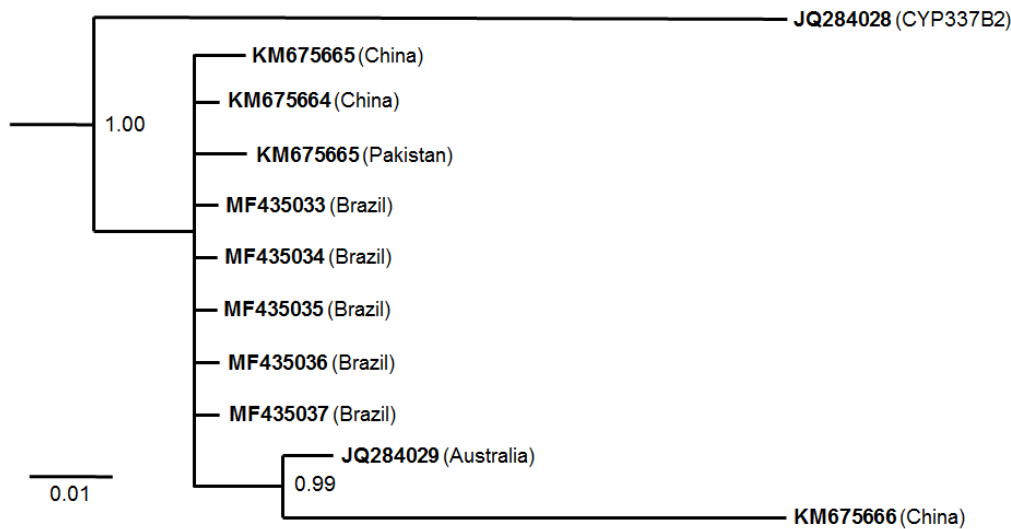 JQ284028 (CYP337B2)
KM675665 (China)
KM675664 (China)
1.00
KM675665 (Pakistan)
MF435033 (Brazil)
MF435034 (Brazil)
MF435035 (Brazil)
MF435036 (Brazil)
MF435037 (Brazil)
JQ284029 (Australia)
0.99
0.01
KM675666 (China)